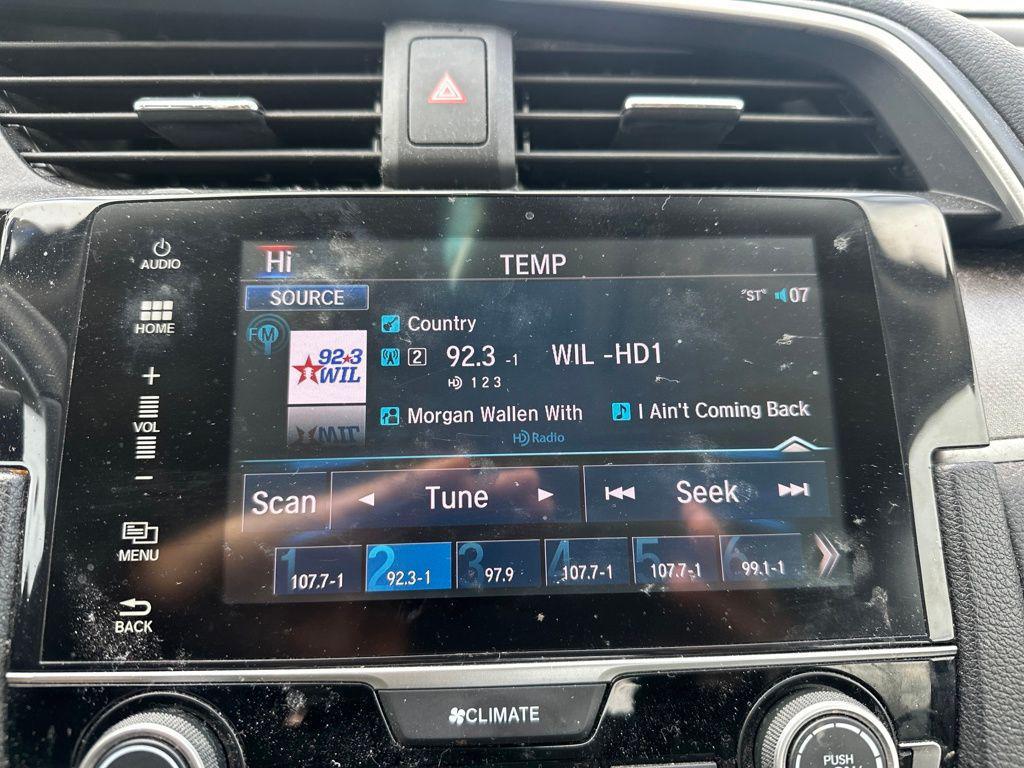 AUDIO
HOME
+
VOL
−
MENU
BACK
Hi
TEMP
SOURCE
"ST" 07
FM
Country
92.3
WIL
2 92.3 -1 WIL -HD1
HD 1 2 3
Morgan Wallen With I Ain't Coming Back
HD Radio
Scan Tune Seek
1 107.7-1
2 92.3-1
3 97.9
4 107.7-1
5 107.7-1
6 99.1-1
CLIMATE
PUSH